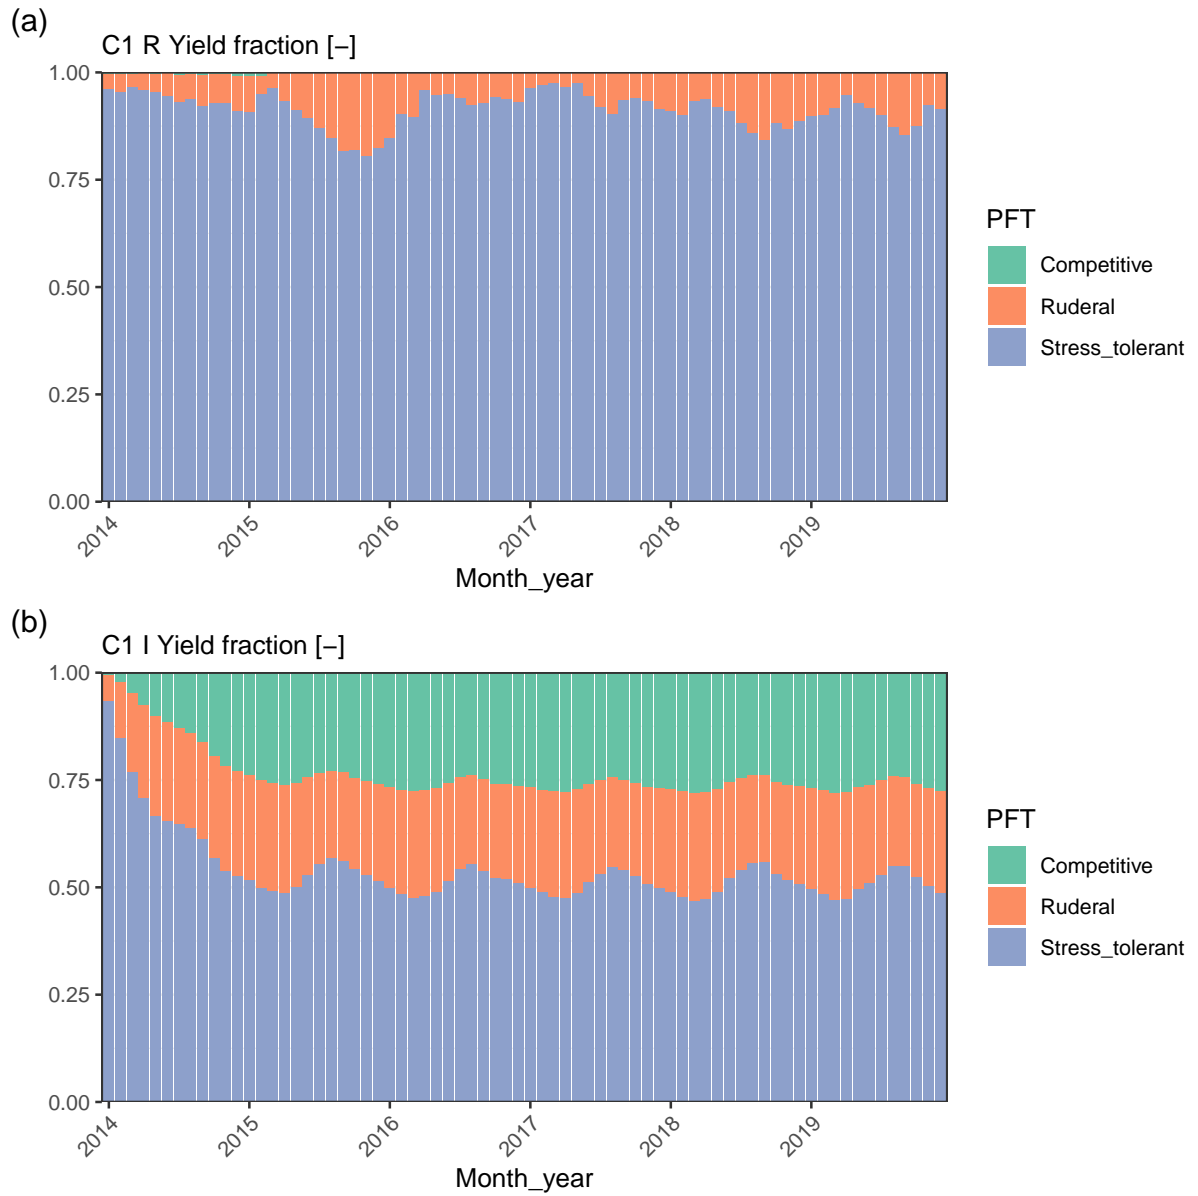 (a)
C1 R Yield fraction [−]
1.00
0.75
0.50
0.25
0.00
2014
2015
2016
2017
2018
2019
Month_year
PFT
Competitive
Ruderal
Stress_tolerant
(b)
C1 I Yield fraction [−]
1.00
0.75
0.50
0.25
0.00
2014
2015
2016
2017
2018
2019
Month_year
PFT
Competitive
Ruderal
Stress_tolerant